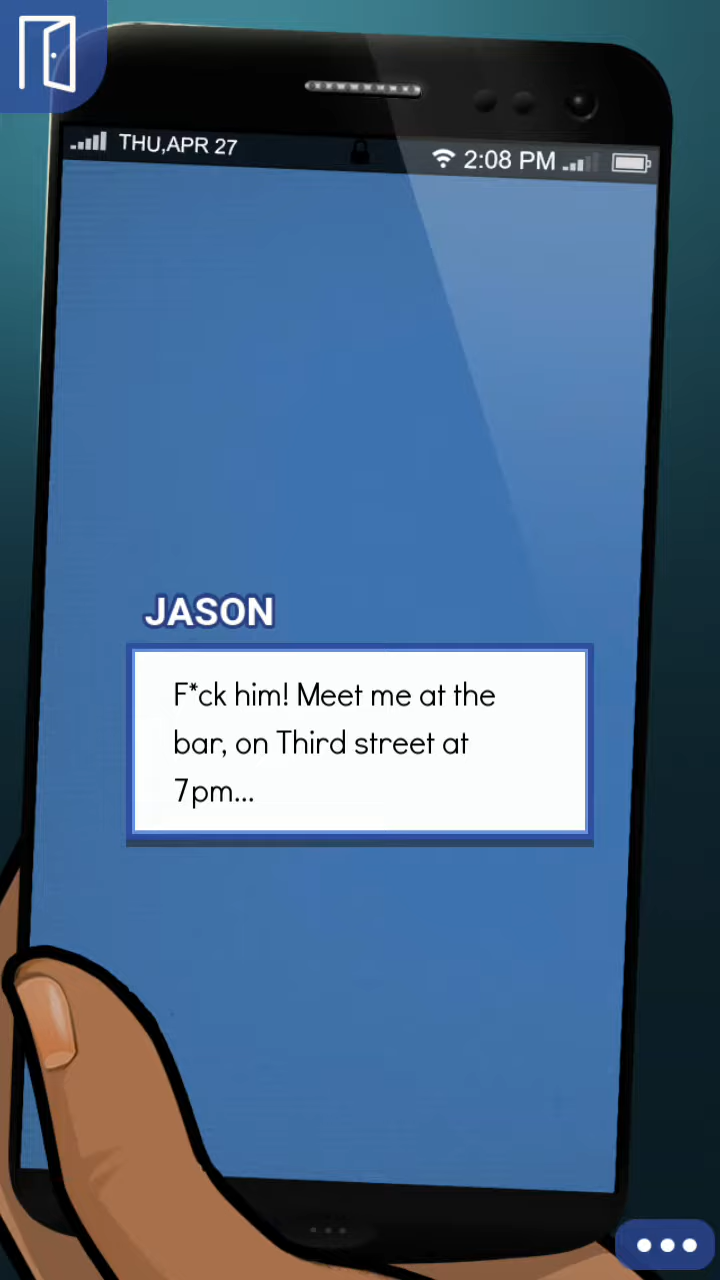 THU,APR 27 2:08 PM
JASON
F*ck him! Meet me at the
bar, on Third street at
7pm...